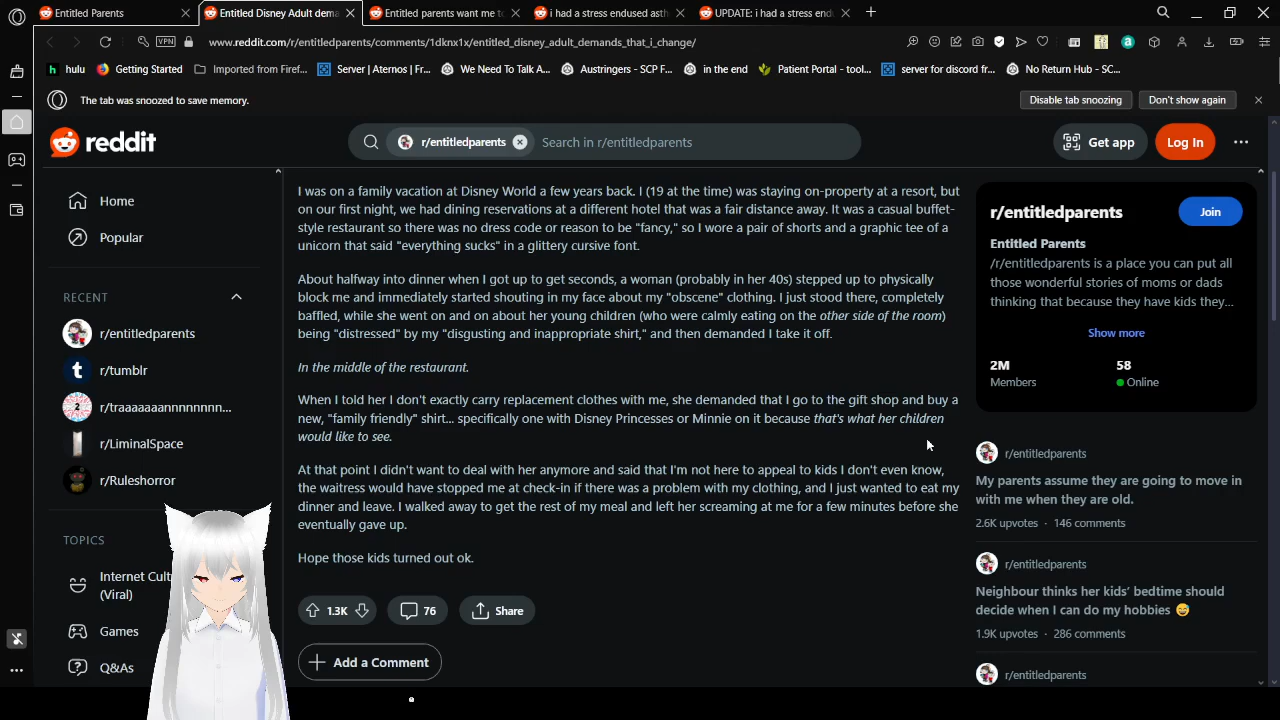 Entitled Parents
Entitled Disney Adult dema
Entitled parents want me t
i had a stress endused asth
UPDATE: i had a stress end
VPN
www.reddit.com/r/entitledparents/comments/1dknx1x/entitled_disney_adult_demands_that_i_change/
hulu
Getting Started
Imported from Firef...
Server | Aternos | Fr...
We Need To Talk A...
Austringers - SCP F...
in the end
Patient Portal - tool...
server for discord fr...
No Return Hub - SC...
The tab was snoozed to save memory.
Disable tab snoozing
Don't show again
reddit
r/entitledparents
Search in r/entitledparents
Get app
Log In
Home
Popular
RECENT
r/entitledparents
r/tumblr
r/traaaaaaannnnnnnn...
r/LiminalSpace
r/Ruleshorror
TOPICS
Internet Cult
(Viral)
Games
Q&As
I was on a family vacation at Disney World a few years back. I (19 at the time) was staying on-property at a resort, but
on our first night, we had dining reservations at a different hotel that was a fair distance away. It was a casual buffet-
style restaurant so there was no dress code or reason to be "fancy," so I wore a pair of shorts and a graphic tee of a
unicorn that said "everything sucks" in a glittery cursive font.
About halfway into dinner when I got up to get seconds, a woman (probably in her 40s) stepped up to physically
block me and immediately started shouting in my face about my "obscene" clothing. I just stood there, completely
baffled, while she went on and on about her young children (who were calmly eating on the other side of the room)
being "distressed" by my "disgusting and inappropriate shirt," and then demanded I take it off.
In the middle of the restaurant.
When I told her I don't exactly carry replacement clothes with me, she demanded that I go to the gift shop and buy a
new, "family friendly" shirt... specifically one with Disney Princesses or Minnie on it because that's what her children
would like to see.
At that point I didn't want to deal with her anymore and said that I'm not here to appeal to kids I don't even know,
the waitress would have stopped me at check-in if there was a problem with my clothing, and I just wanted to eat my
dinner and leave. I walked away to get the rest of my meal and left her screaming at me for a few minutes before she
eventually gave up.
Hope those kids turned out ok.
1.3K
76
Share
Add a Comment
r/entitledparents
Join
Entitled Parents
/r/entitledparents is a place you can put all
those wonderful stories of moms or dads
thinking that because they have kids they...
Show more
2M
58
Members
Online
r/entitledparents
My parents assume they are going to move in
with me when they are old.
2.6K upvotes · 146 comments
r/entitledparents
Neighbour thinks her kids' bedtime should
decide when I can do my hobbies 😅
1.9K upvotes · 286 comments
r/entitledparents